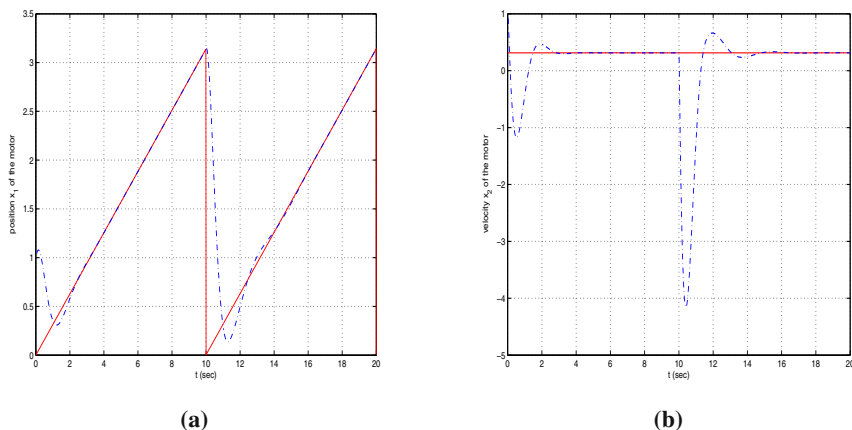 3.5
3
2.5
2
1.5
1
0.5
0
position x1 of the motor
0 2 4 6 8 10 12 14 16 18 20
t (sec)
(a)
1
0
−1
−2
−3
−4
−5
velocity x2 of the motor
0 2 4 6 8 10 12 14 16 18 20
t (sec)
(b)